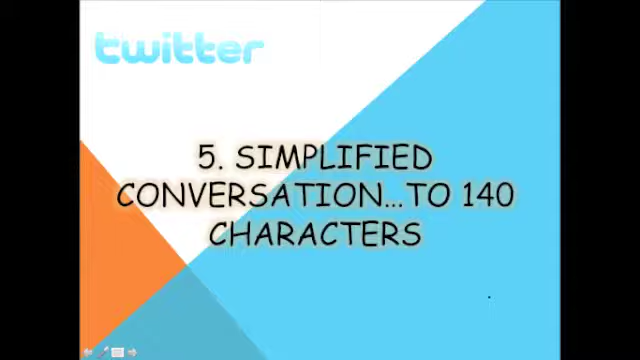 twitter
5. SIMPLIFIED
CONVERSATION...TO 140
CHARACTERS